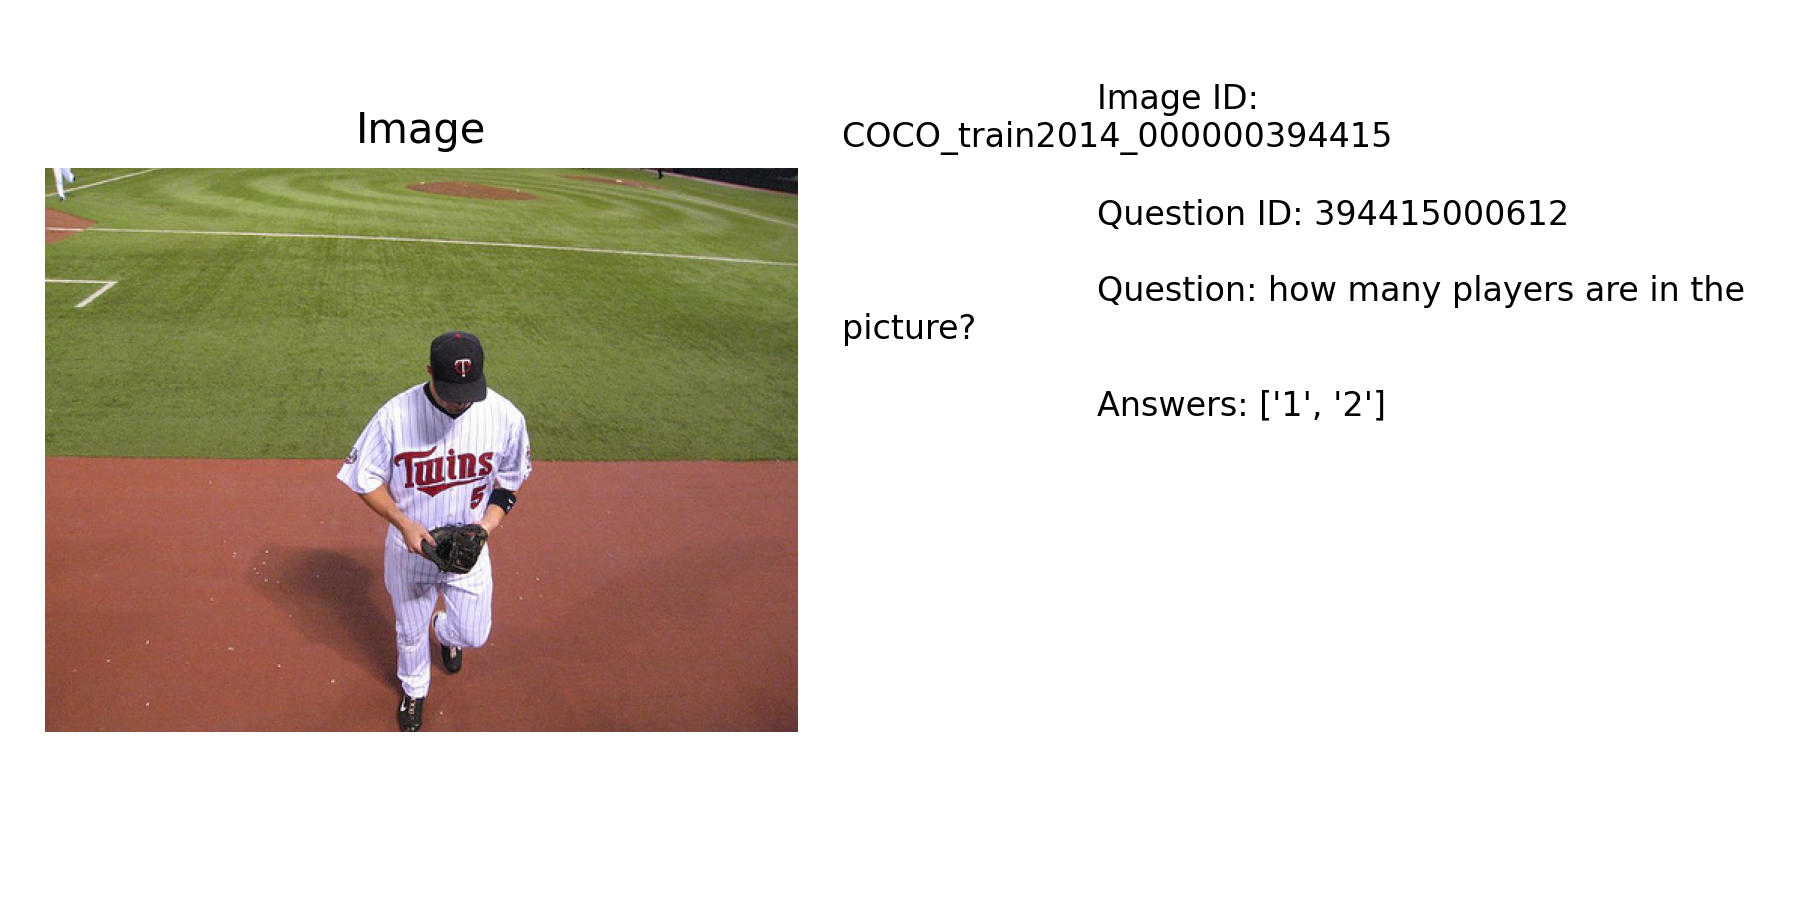 Image
T
Twins
5
Image ID:
COCO_train2014_000000394415
Question ID: 394415000612
Question: how many players are in the
picture?
Answers: ['1', '2']